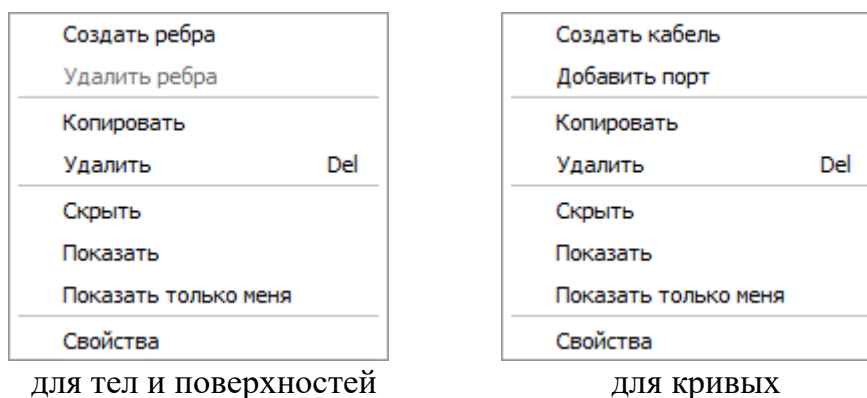 Создать ребра
Удалить ребра
Копировать
Удалить Del
Скрыть
Показать
Показать только меня
Свойства
для тел и поверхностей
Создать кабель
Добавить порт
Копировать
Удалить Del
Скрыть
Показать
Показать только меня
Свойства
для кривых